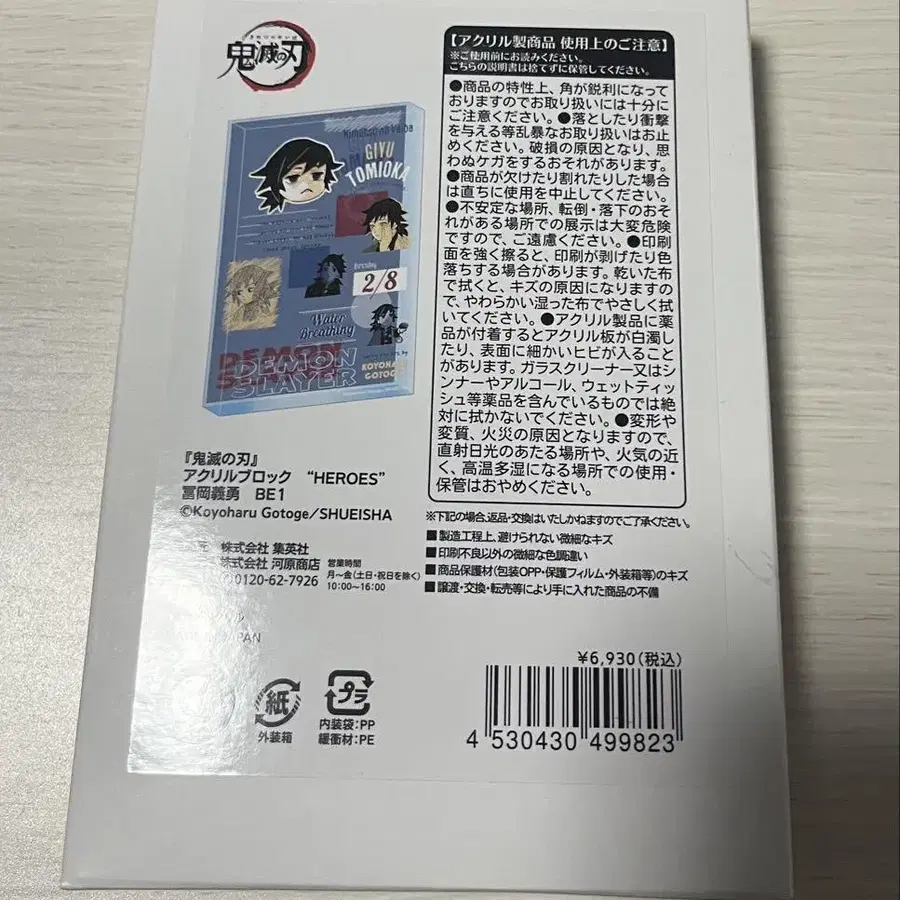 鬼滅の刃
Kimetsu no Yaiba
GIYU
TOMIOKA
2/8
Water
Breathing
DEMON
SLAYER
DEMON
SLAYER
KOYOHARU
GOTOGE
『鬼滅の刃』
アクリルブロック “HEROES”
冨岡義勇 BE1
©Koyoharu Gotoge/SHUEISHA
株式会社 集英社
株式会社 河原商店
0120-62-7926
営業時間
月~金(土日・祝日を除く)
10:00~16:00
ル
PAN
紙
外装箱
プラ
内装袋:PP
緩衝材:PE
【アクリル製商品 使用上のご注意】
※ご使用前にお読みください。
こちらの説明書は捨てずに保管してください。
●商品の特性上、角が鋭利になって
おりますのでお取り扱いには十分に
ご注意ください。●落としたり衝撃
を与える等乱暴なお取り扱いはお止
めください。破損の原因となり、思
わぬケガをするおそれがあります。
●商品が欠けたり割れたりした場合
は直ちに使用を中止してください。
●不安定な場所、転倒・落下のおそ
れがある場所での展示は大変危険
ですので、ご遠慮ください。●印刷
面を強く擦ると、印刷が剥げたり色
落ちする場合があります。乾いた布
で拭くと、キズの原因になりますの
で、やわらかい湿った布でやさしく拭
いてください。●アクリル製品に薬
品が付着するとアクリル板が白濁し
たり、表面に細かいヒビが入ること
があります。ガラスクリーナー又はシ
ンナーやアルコール、ウェットティッ
シュ等薬品を含んでいるものでは絶
対に拭かないでください。●変形や
変質、火災の原因となりますので、
直射日光のあたる場所や、火気の近
く、高温多湿になる場所での使用・
保管はおやめください。
※下記の場合、返品・交換はいたしかねますのでご了承ください。
■製造工程上、避けられない微細なキズ
■印刷不良以外の微細な色調違い
■商品保護材(包装OPP・保護フィルム・外装箱等)のキズ
■譲渡・交換・転売等により手に入れた商品の不備
¥6,930(税込)
4 530430 499823